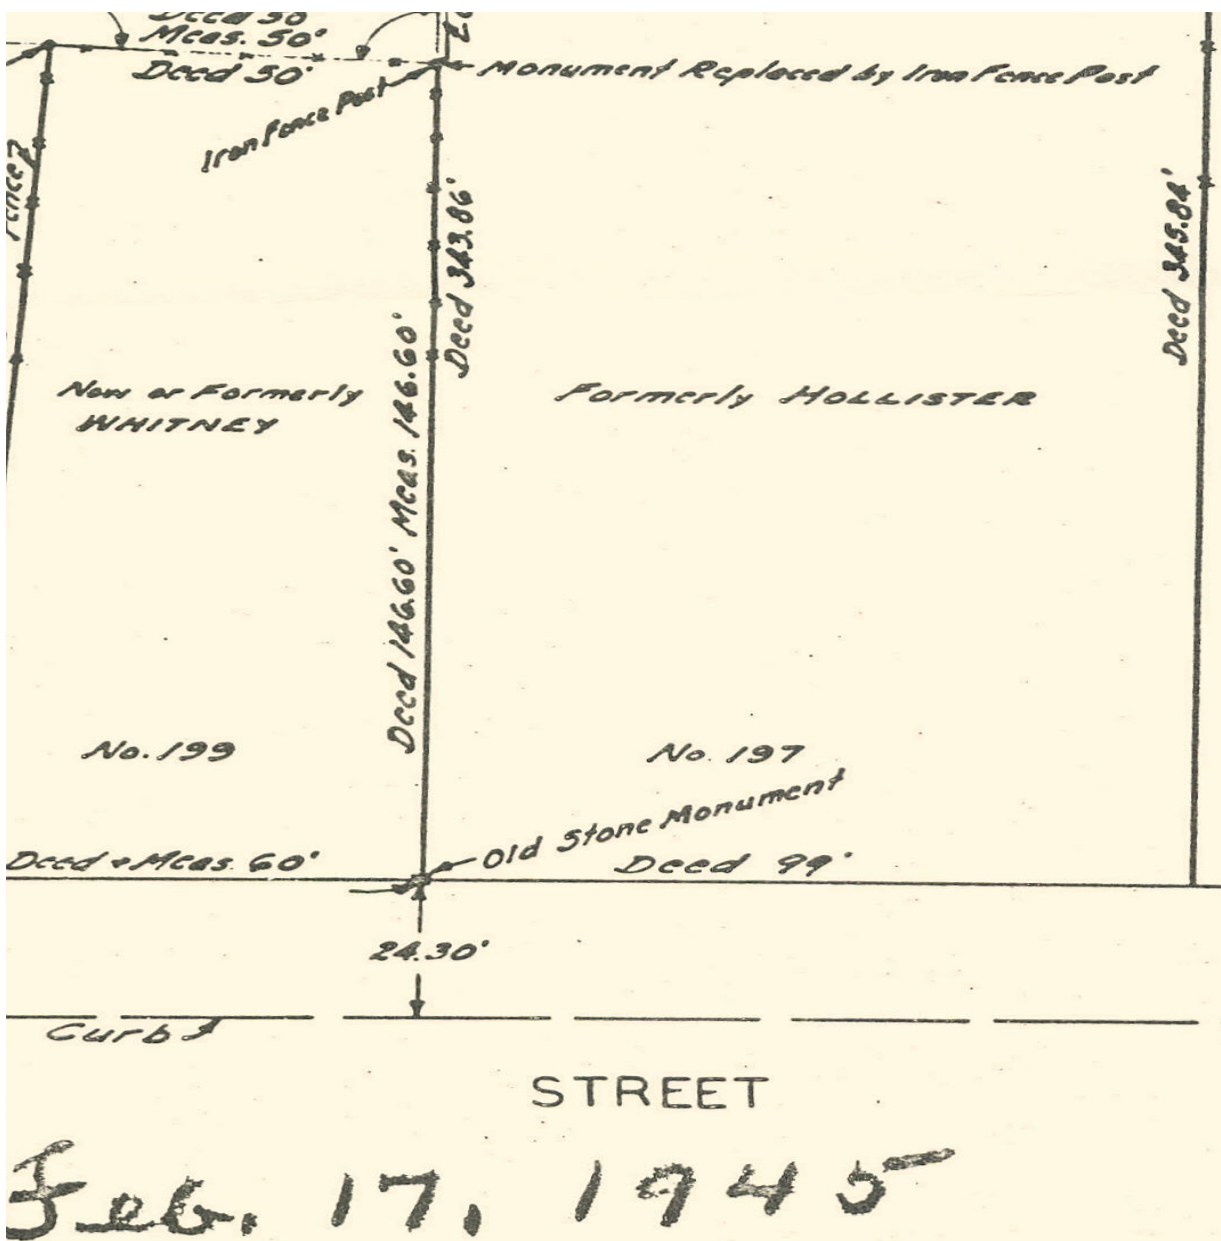 Deed 50'
Meas. 50'
Deed 50'
Monument Replaced by Iron Fence Post
Iron Fence Post
Fence
Deed 343.86'
Deed 345.84'
Deed 146.60' Meas. 146.60'
Now or Formerly
WHITNEY
Formerly HOLLISTER
No. 199
No. 197
Old Stone Monument
Deed + Meas. 60'
Deed 99'
24.30'
Curb
STREET
Feb. 17, 1945